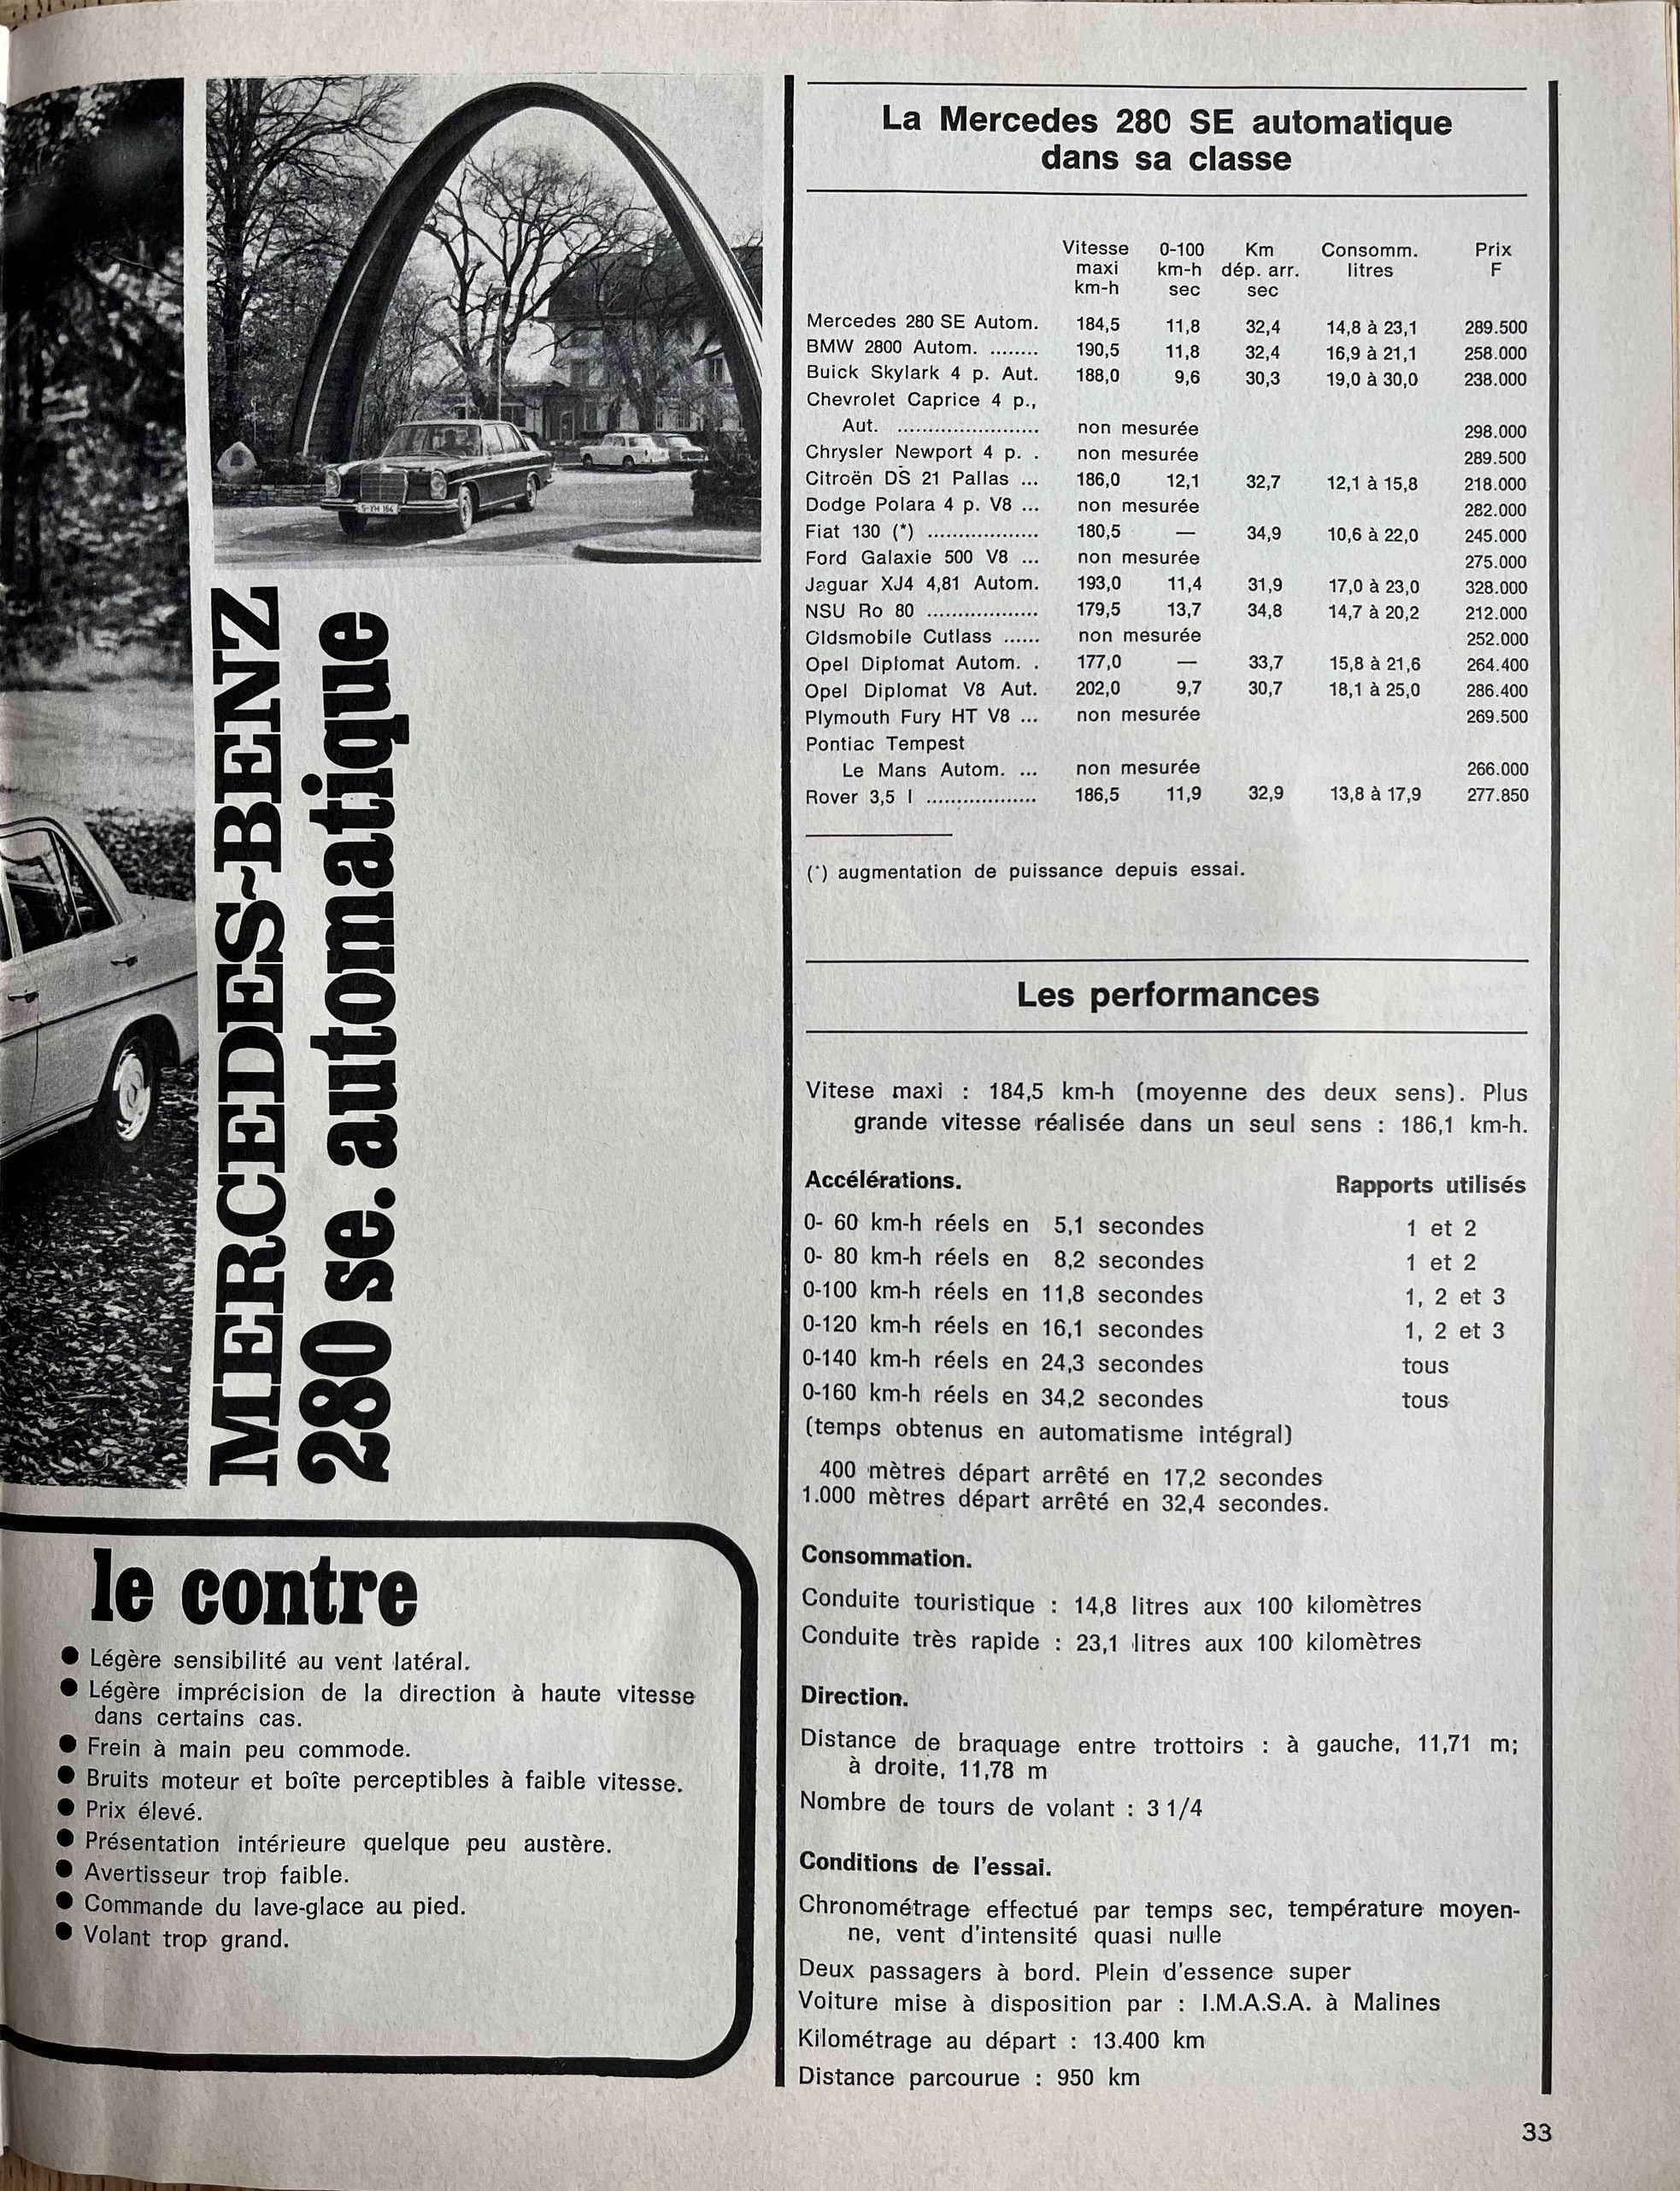 S-YH 164
MERCEDES-BENZ
280 se. automatique
le contre
● Légère sensibilité au vent latéral.
● Légère imprécision de la direction à haute vitesse
dans certains cas.
● Frein à main peu commode.
● Bruits moteur et boîte perceptibles à faible vitesse.
● Prix élevé.
● Présentation intérieure quelque peu austère.
● Avertisseur trop faible.
● Commande du lave-glace au pied.
● Volant trop grand.
La Mercedes 280 SE automatique
dans sa classe
Vitesse 0-100 Km Consomm. Prix
maxi km-h dép. arr. litres F
km-h sec sec
Mercedes 280 SE Autom. 184,5 11,8 32,4 14,8 à 23,1 289.500
BMW 2800 Autom. ........ 190,5 11,8 32,4 16,9 à 21,1 258.000
Buick Skylark 4 p. Aut. 188,0 9,6 30,3 19,0 à 30,0 238.000
Chevrolet Caprice 4 p.,
Aut. ....................... non mesurée 298.000
Chrysler Newport 4 p. . non mesurée 289.500
Citroën DS 21 Pallas ... 186,0 12,1 32,7 12,1 à 15,8 218.000
Dodge Polara 4 p. V8 ... non mesurée 282.000
Fiat 130 (*) .................. 180,5 — 34,9 10,6 à 22,0 245.000
Ford Galaxie 500 V8 ... non mesurée 275.000
Jaguar XJ4 4,81 Autom. 193,0 11,4 31,9 17,0 à 23,0 328.000
NSU Ro 80 .................. 179,5 13,7 34,8 14,7 à 20,2 212.000
Oldsmobile Cutlass ...... non mesurée 252.000
Opel Diplomat Autom. . 177,0 — 33,7 15,8 à 21,6 264.400
Opel Diplomat V8 Aut. 202,0 9,7 30,7 18,1 à 25,0 286.400
Plymouth Fury HT V8 ... non mesurée 269.500
Pontiac Tempest
Le Mans Autom. ... non mesurée 266.000
Rover 3,5 l .................. 186,5 11,9 32,9 13,8 à 17,9 277.850
(*) augmentation de puissance depuis essai.
Les performances
Vitese maxi : 184,5 km-h (moyenne des deux sens). Plus
grande vitesse réalisée dans un seul sens : 186,1 km-h.
Accélérations. Rapports utilisés
0- 60 km-h réels en 5,1 secondes 1 et 2
0- 80 km-h réels en 8,2 secondes 1 et 2
0-100 km-h réels en 11,8 secondes 1, 2 et 3
0-120 km-h réels en 16,1 secondes 1, 2 et 3
0-140 km-h réels en 24,3 secondes tous
0-160 km-h réels en 34,2 secondes tous
(temps obtenus en automatisme intégral)
400 mètres départ arrêté en 17,2 secondes
1.000 mètres départ arrêté en 32,4 secondes.
Consommation.
Conduite touristique : 14,8 litres aux 100 kilomètres
Conduite très rapide : 23,1 litres aux 100 kilomètres
Direction.
Distance de braquage entre trottoirs : à gauche, 11,71 m;
à droite, 11,78 m
Nombre de tours de volant : 3 1/4
Conditions de l'essai.
Chronométrage effectué par temps sec, température moyen-
ne, vent d'intensité quasi nulle
Deux passagers à bord. Plein d'essence super
Voiture mise à disposition par : I.M.A.S.A. à Malines
Kilométrage au départ : 13.400 km
Distance parcourue : 950 km
33